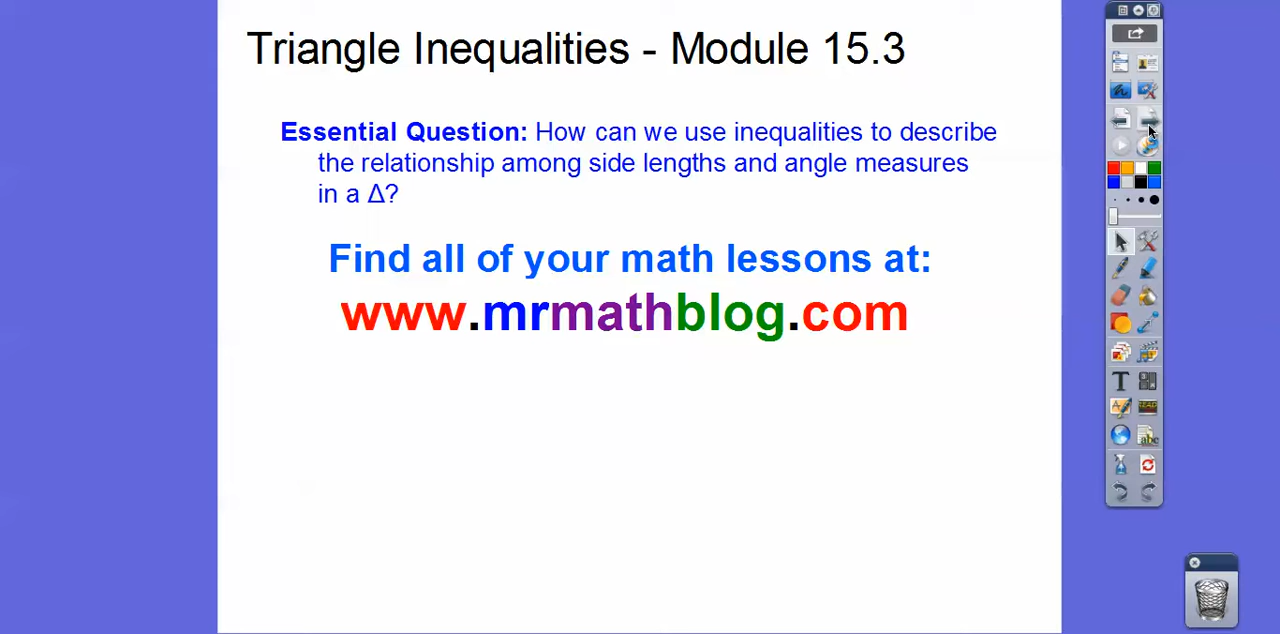 Triangle Inequalities - Module 15.3
Essential Question: How can we use inequalities to describe
the relationship among side lengths and angle measures
in a Δ?
Find all of your math lessons at:
www.mrmathblog.com